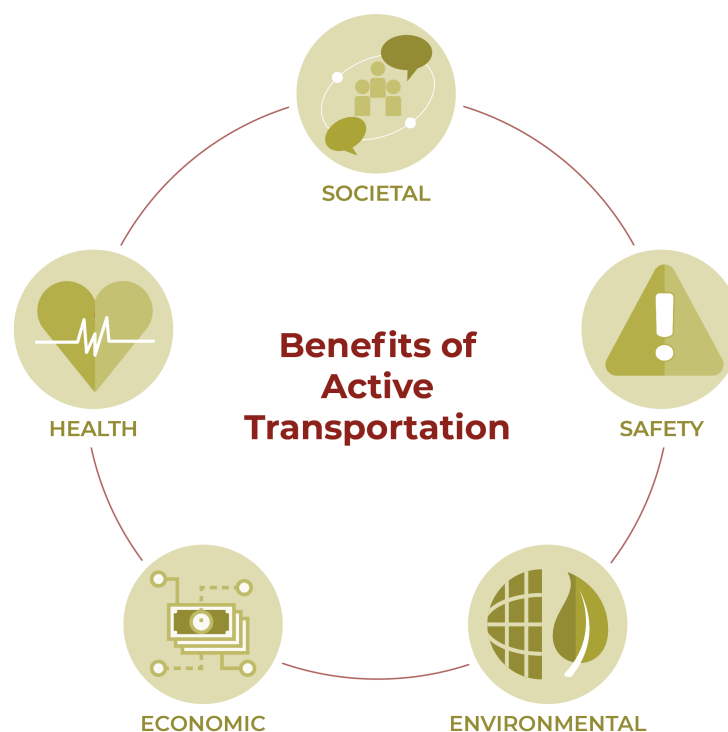 SOCIETAL
HEALTH
Benefits of
Active
Transportation
SAFETY
ECONOMIC
ENVIRONMENTAL